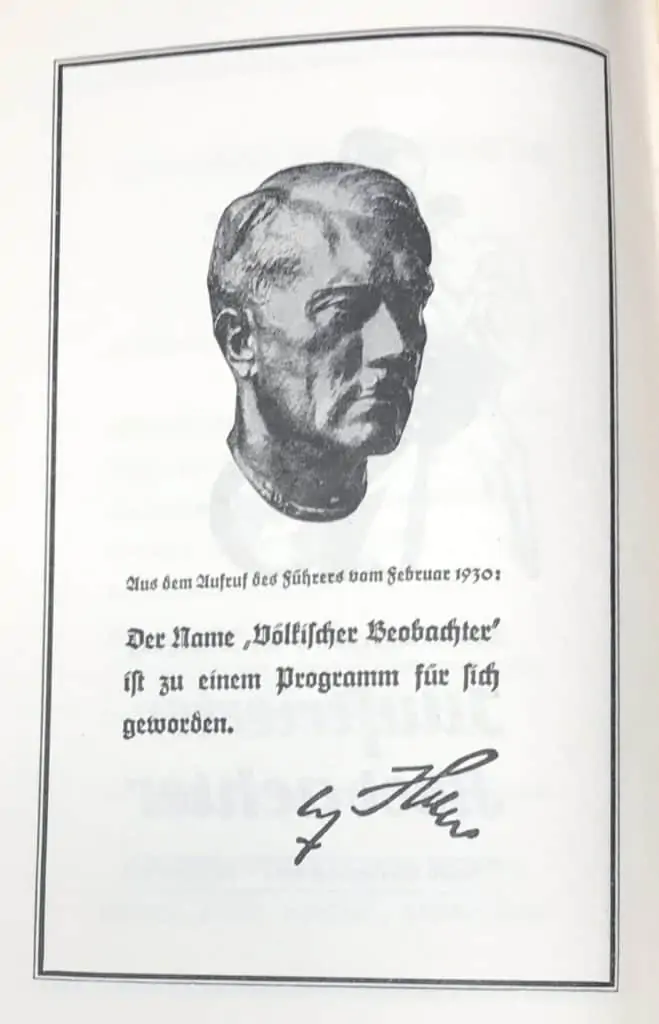 Aus dem Aufruf des Führers vom Februar 1930:
Der Name „Völkischer Beobachter“
ist zu einem Programm für sich
geworden.